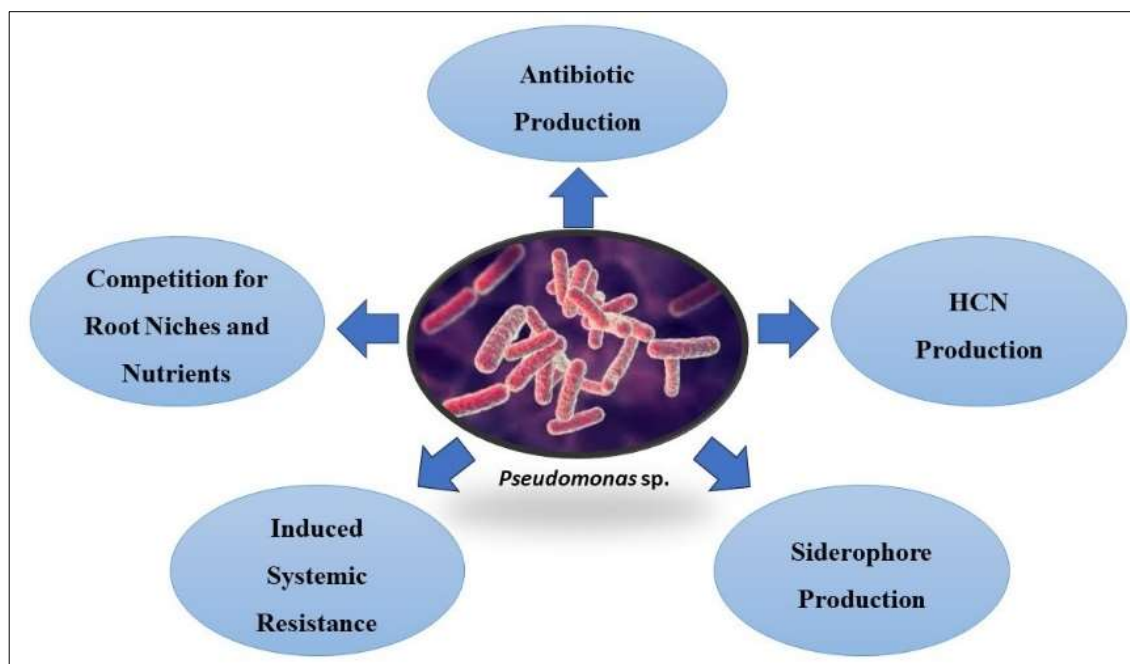 Antibiotic
Production
Competition for
Root Niches and
Nutrients
HCN
Production
Pseudomonas sp.
Induced
Systemic
Resistance
Siderophore
Production